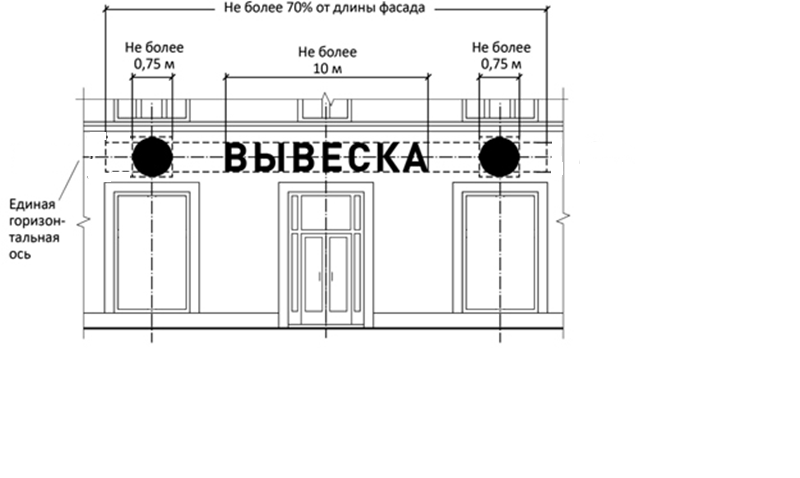 Не более 70% от длины фасада
Не более
0,75 м
Не более
10 м
Не более
0,75 м
ВЫВЕСКА
Единая
горизон-
тальная
ось